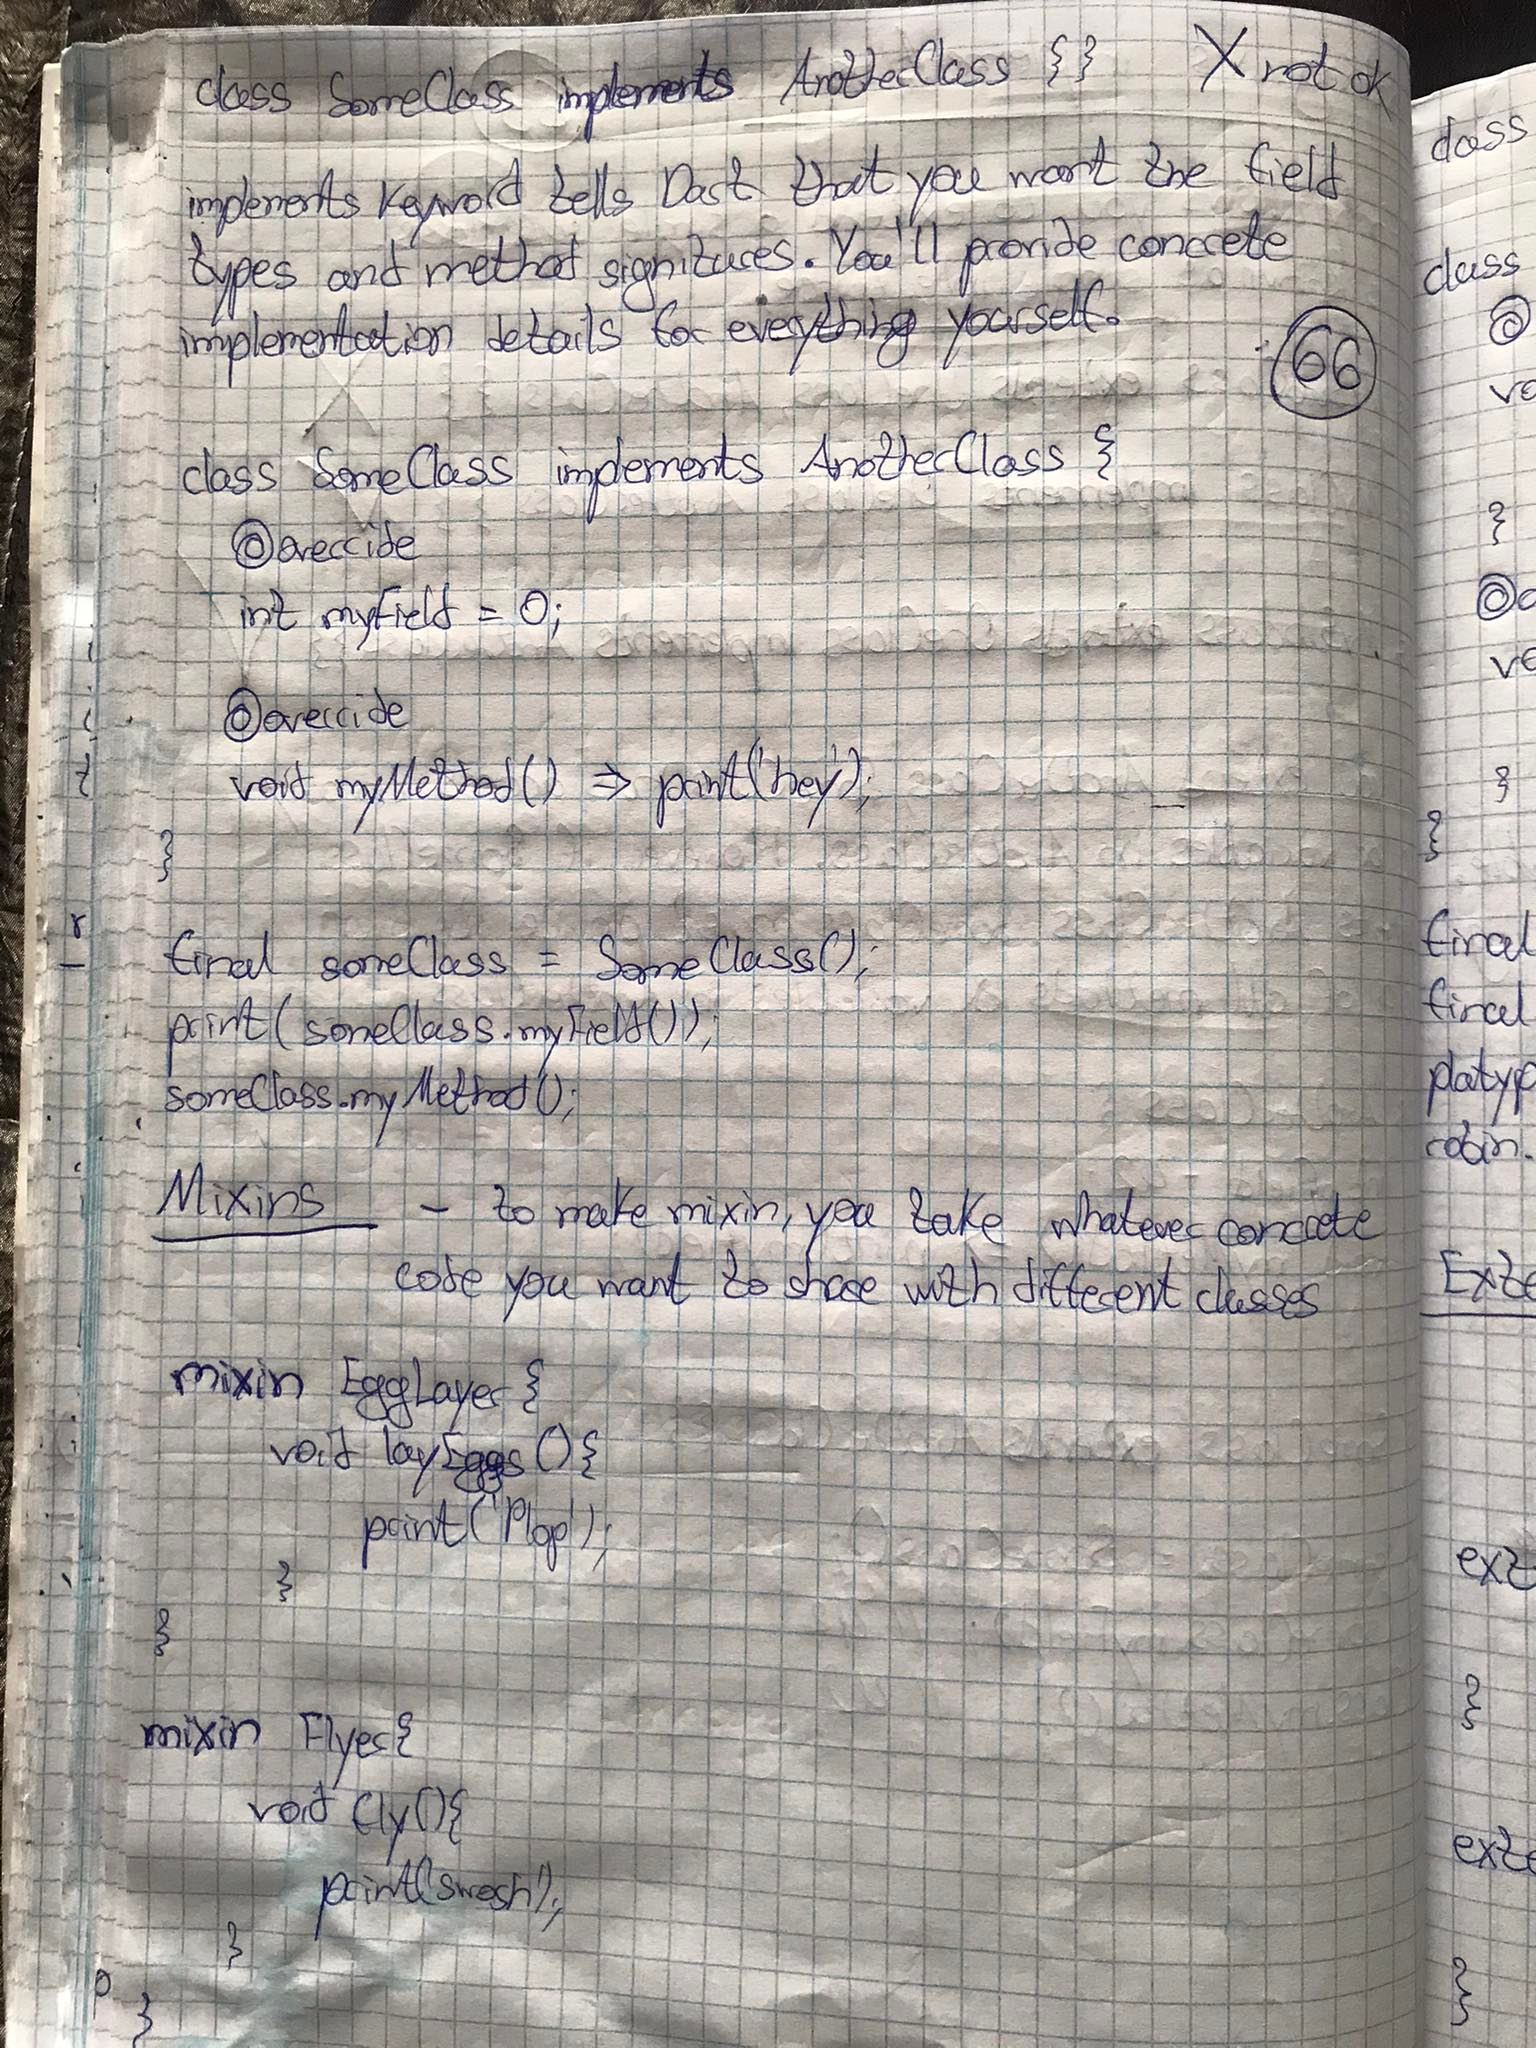 class SomeClass implements AnotherClass {} X not ok
implements keyword tells Dart that you want the field
types and method signitures. You'll provide concrete
implementation details for everything yourself.
66
class SomeClass implements AnotherClass {
@override
int myField = 0;
@override
void myMethod() => print('hey');
}
final someClass = SomeClass();
print(someClass.myField());
someClass.myMethod();
Mixins - to make mixin, you take whatever concrete
code you want to share with different classes
mixin EggLayer {
void layEggs() {
print('Plop');
}
}
mixin Flyer {
void fly() {
print('swosh');
}
}
class
class
@
vo
}
@o
vo
}
}
final
final
platyp
robin.
Exte
exte
}
exte
}